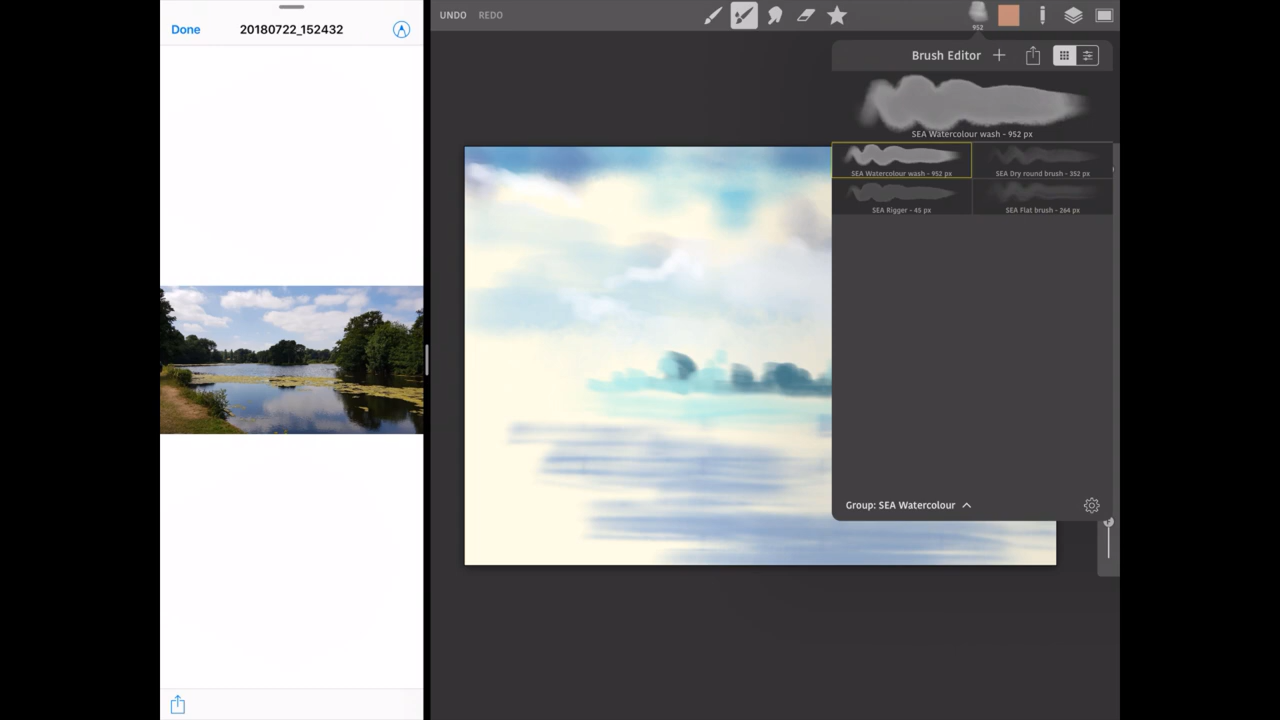 Done
20180722_152432
UNDO
REDO
952
Brush Editor
SEA Watercolour wash - 952 px
SEA Watercolour wash - 952 px
SEA Dry round brush - 352 px
SEA Rigger - 45 px
SEA Flat brush - 264 px
Group: SEA Watercolour